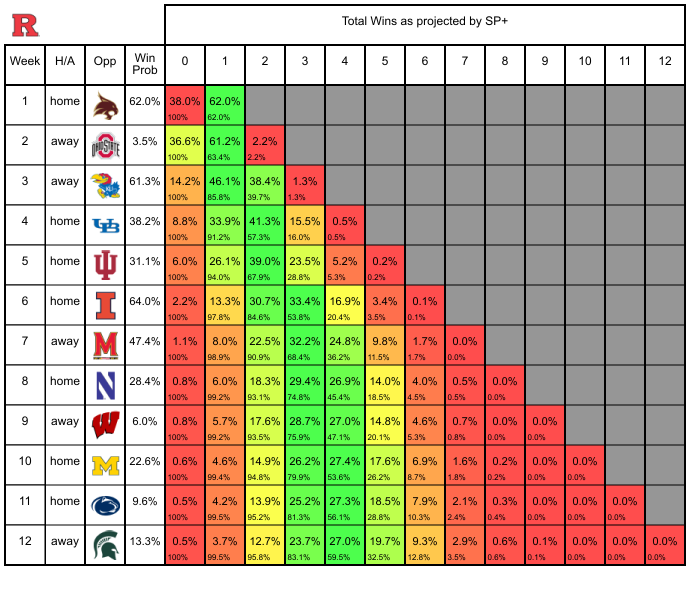 R
Total Wins as projected by SP+
Week H/A Opp Win Prob 0 1 2 3 4 5 6 7 8 9 10 11 12
1 home 62.0% 38.0% 62.0%
100% 62.0%
2 away OHIO STATE 3.5% 36.6% 61.2% 2.2%
100% 63.4% 2.2%
3 away KU 61.3% 14.2% 46.1% 38.4% 1.3%
100% 85.8% 39.7% 1.3%
4 home UB 38.2% 8.8% 33.9% 41.3% 15.5% 0.5%
100% 91.2% 57.3% 16.0% 0.5%
5 home 31.1% 6.0% 26.1% 39.0% 23.5% 5.2% 0.2%
100% 94.0% 67.9% 28.8% 5.3% 0.2%
6 home I 64.0% 2.2% 13.3% 30.7% 33.4% 16.9% 3.4% 0.1%
100% 97.8% 84.6% 53.8% 20.4% 3.5% 0.1%
7 away M 47.4% 1.1% 8.0% 22.5% 32.2% 24.8% 9.8% 1.7% 0.0%
100% 98.9% 90.9% 68.4% 36.2% 11.5% 1.7% 0.0%
8 home N 28.4% 0.8% 6.0% 18.3% 29.4% 26.9% 14.0% 4.0% 0.5% 0.0%
100% 99.2% 93.1% 74.8% 45.4% 18.5% 4.5% 0.5% 0.0%
9 away W 6.0% 0.8% 5.7% 17.6% 28.7% 27.0% 14.8% 4.6% 0.7% 0.0% 0.0%
100% 99.2% 93.5% 75.9% 47.1% 20.1% 5.3% 0.8% 0.0% 0.0%
10 home M 22.6% 0.6% 4.6% 14.9% 26.2% 27.4% 17.6% 6.9% 1.6% 0.2% 0.0% 0.0%
100% 99.4% 94.8% 79.9% 53.6% 26.2% 8.7% 1.8% 0.2% 0.0% 0.0%
11 home 9.6% 0.5% 4.2% 13.9% 25.2% 27.3% 18.5% 7.9% 2.1% 0.3% 0.0% 0.0% 0.0%
100% 99.5% 95.2% 81.3% 56.1% 28.8% 10.3% 2.4% 0.4% 0.0% 0.0% 0.0%
12 away 13.3% 0.5% 3.7% 12.7% 23.7% 27.0% 19.7% 9.3% 2.9% 0.6% 0.1% 0.0% 0.0% 0.0%
100% 99.5% 95.8% 83.1% 59.5% 32.5% 12.8% 3.5% 0.6% 0.1% 0.0% 0.0% 0.0%